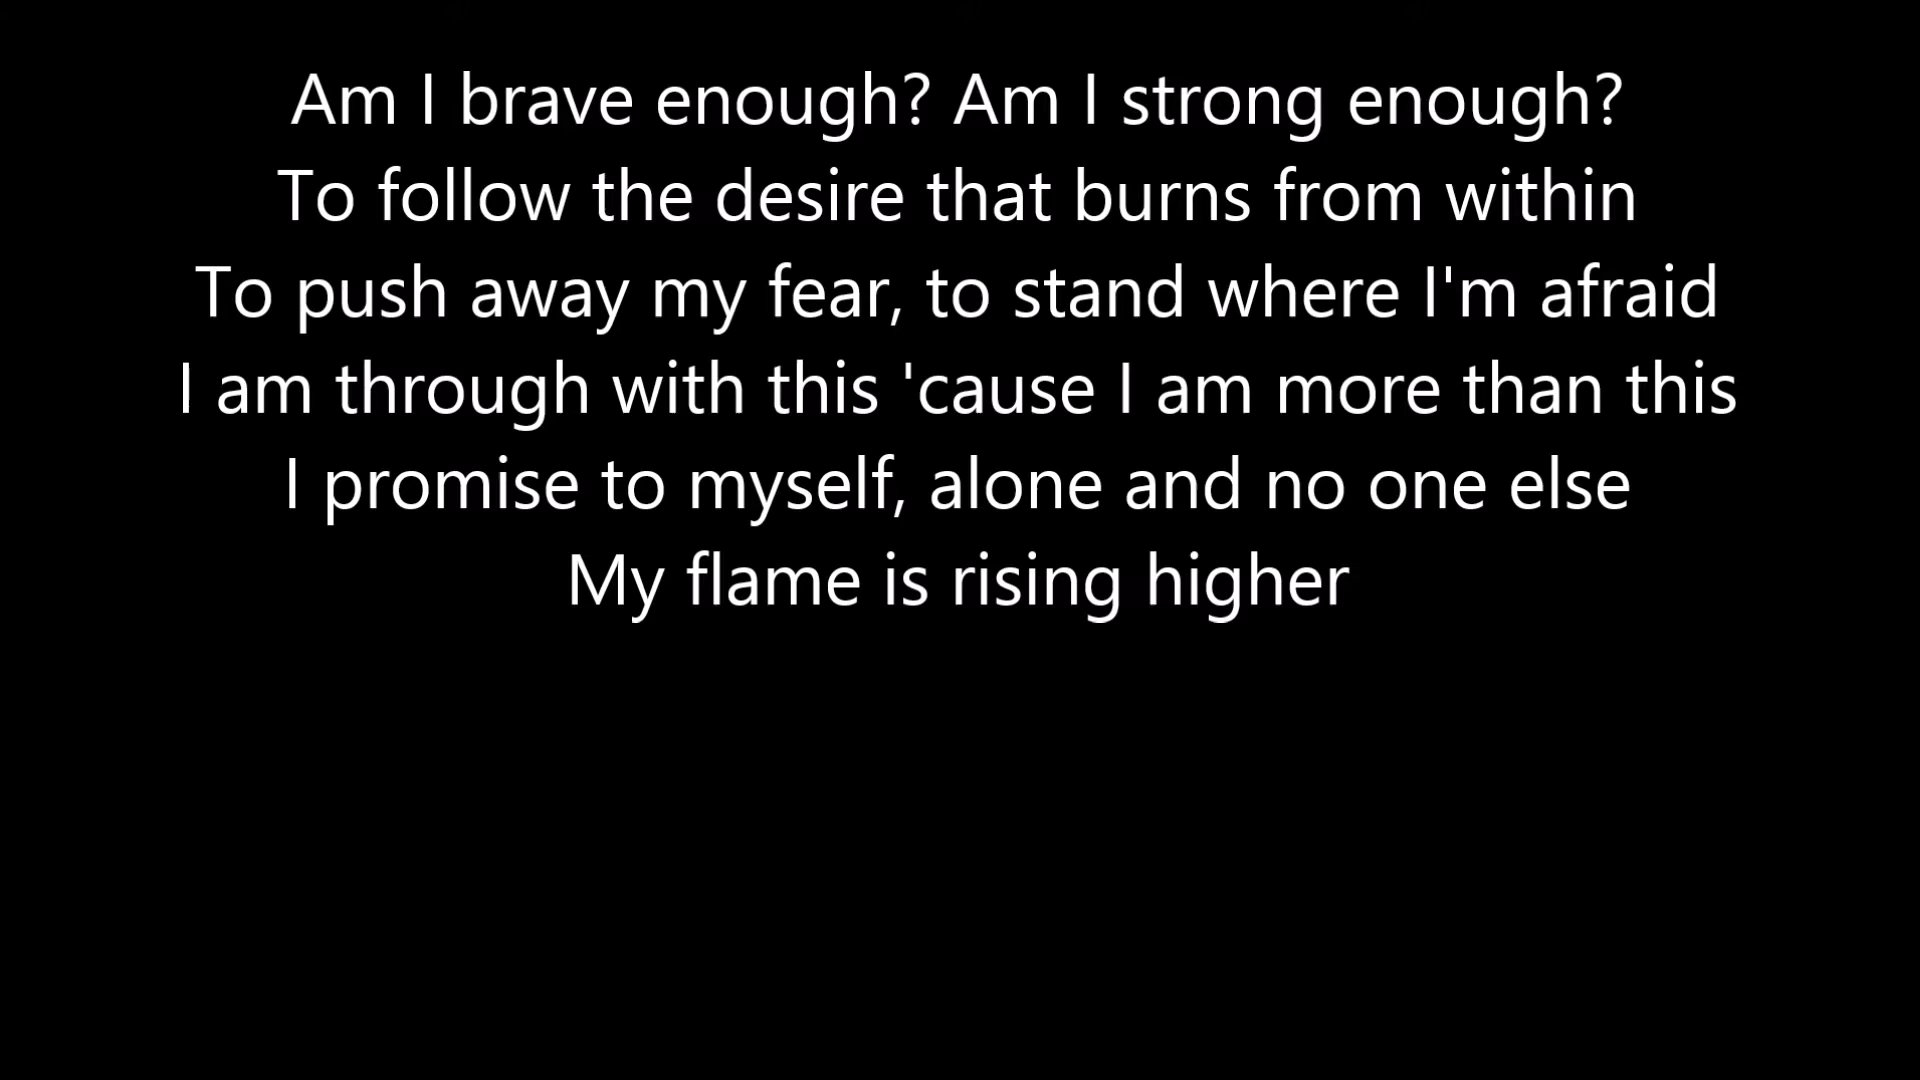 Am I brave enough? Am I strong enough?
To follow the desire that burns from within
To push away my fear, to stand where I'm afraid
I am through with this 'cause I am more than this
I promise to myself, alone and no one else
My flame is rising higher